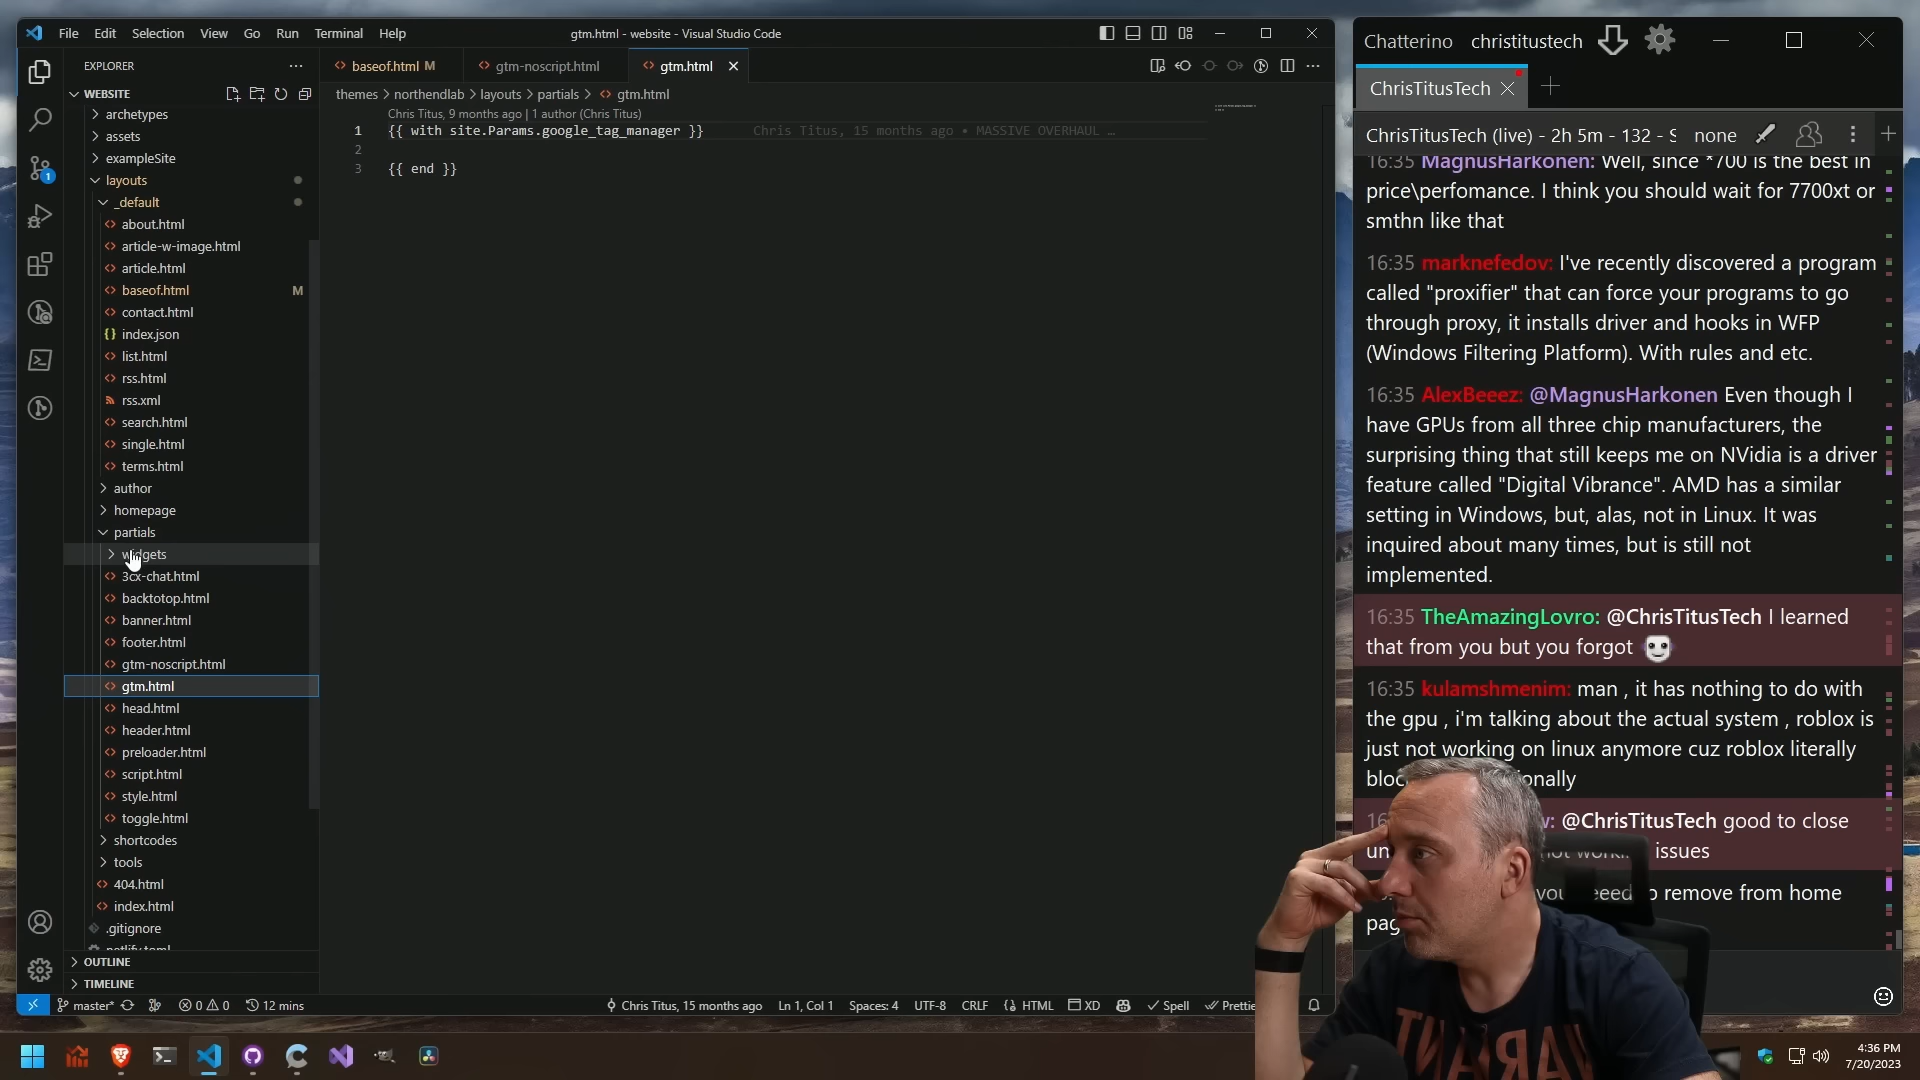 File Edit Selection View Go Run Terminal Help
gtm.html - website - Visual Studio Code
EXPLORER
WEBSITE
archetypes
assets
exampleSite
layouts
_default
about.html
article-w-image.html
article.html
baseof.html M
contact.html
index.json
list.html
rss.html
rss.xml
search.html
single.html
terms.html
author
homepage
partials
widgets
3cx-chat.html
backtotop.html
banner.html
footer.html
gtm-noscript.html
gtm.html
head.html
header.html
preloader.html
script.html
style.html
toggle.html
shortcodes
tools
404.html
index.html
.gitignore
netlify.toml
OUTLINE
TIMELINE
baseof.html M
gtm-noscript.html
gtm.html
themes > northendlab > layouts > partials > gtm.html
Chris Titus, 9 months ago | 1 author (Chris Titus)
1 {{ with site.Params.google_tag_manager }} Chris Titus, 15 months ago • MASSIVE OVERHAUL …
2
3 {{ end }}
1
master* 0 0 12 mins
Chris Titus, 15 months ago Ln 1, Col 1 Spaces: 4 UTF-8 CRLF HTML XD Spell Prettie
Chatterino christitustech
ChrisTitusTech
ChrisTitusTech (live) - 2h 5m - 132 - S none
16:35 MagnusHarkonen: Well, since *700 is the best in
price\perfomance. I think you should wait for 7700xt or
smthn like that
16:35 marknefedov: I've recently discovered a program
called "proxifier" that can force your programs to go
through proxy, it installs driver and hooks in WFP
(Windows Filtering Platform). With rules and etc.
16:35 AlexBeeez: @MagnusHarkonen Even though I
have GPUs from all three chip manufacturers, the
surprising thing that still keeps me on NVidia is a driver
feature called "Digital Vibrance". AMD has a similar
setting in Windows, but, alas, not in Linux. It was
inquired about many times, but is still not
implemented.
16:35 TheAmazingLovro: @ChrisTitusTech I learned
that from you but you forgot
16:35 kulamshmenim: man , it has nothing to do with
the gpu , i'm talking about the actual system , roblox is
just not working on linux anymore cuz roblox literally
@ChrisTitusTech good to close
issues
remove from home
4:36 PM
7/20/2023